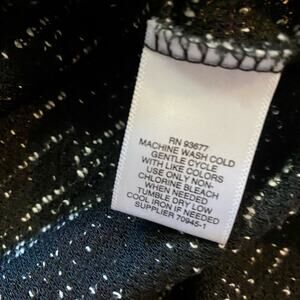 RN 93677
MACHINE WASH COLD
GENTLE CYCLE
WITH LIKE COLORS
USE ONLY NON-
CHLORINE BLEACH
WHEN NEEDED
TUMBLE DRY LOW
COOL IRON IF NEEDED
SUPPLIER 70945-1